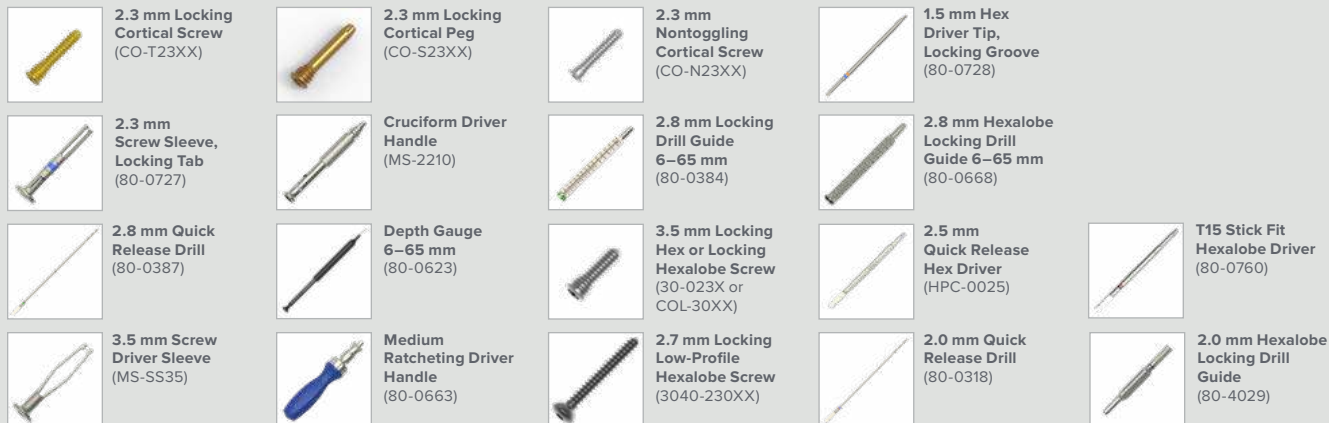 2.3 mm Locking
Cortical Screw
(CO-T23XX)
2.3 mm Locking
Cortical Peg
(CO-S23XX)
2.3 mm
Nontoggling
Cortical Screw
(CO-N23XX)
1.5 mm Hex
Driver Tip,
Locking Groove
(80-0728)
2.3 mm
Screw Sleeve,
Locking Tab
(80-0727)
Cruciform Driver
Handle
(MS-2210)
2.8 mm Locking
Drill Guide
6–65 mm
(80-0384)
2.8 mm Hexalobe
Locking Drill
Guide 6–65 mm
(80-0668)
2.8 mm Quick
Release Drill
(80-0387)
Depth Gauge
6–65 mm
(80-0623)
3.5 mm Locking
Hex or Locking
Hexalobe Screw
(30-023X or
COL-30XX)
2.5 mm
Quick Release
Hex Driver
(HPC-0025)
T15 Stick Fit
Hexalobe Driver
(80-0760)
3.5 mm Screw
Driver Sleeve
(MS-SS35)
Medium
Ratcheting Driver
Handle
(80-0663)
2.7 mm Locking
Low-Profile
Hexalobe Screw
(3040-230XX)
2.0 mm Quick
Release Drill
(80-0318)
2.0 mm Hexalobe
Locking Drill
Guide
(80-4029)